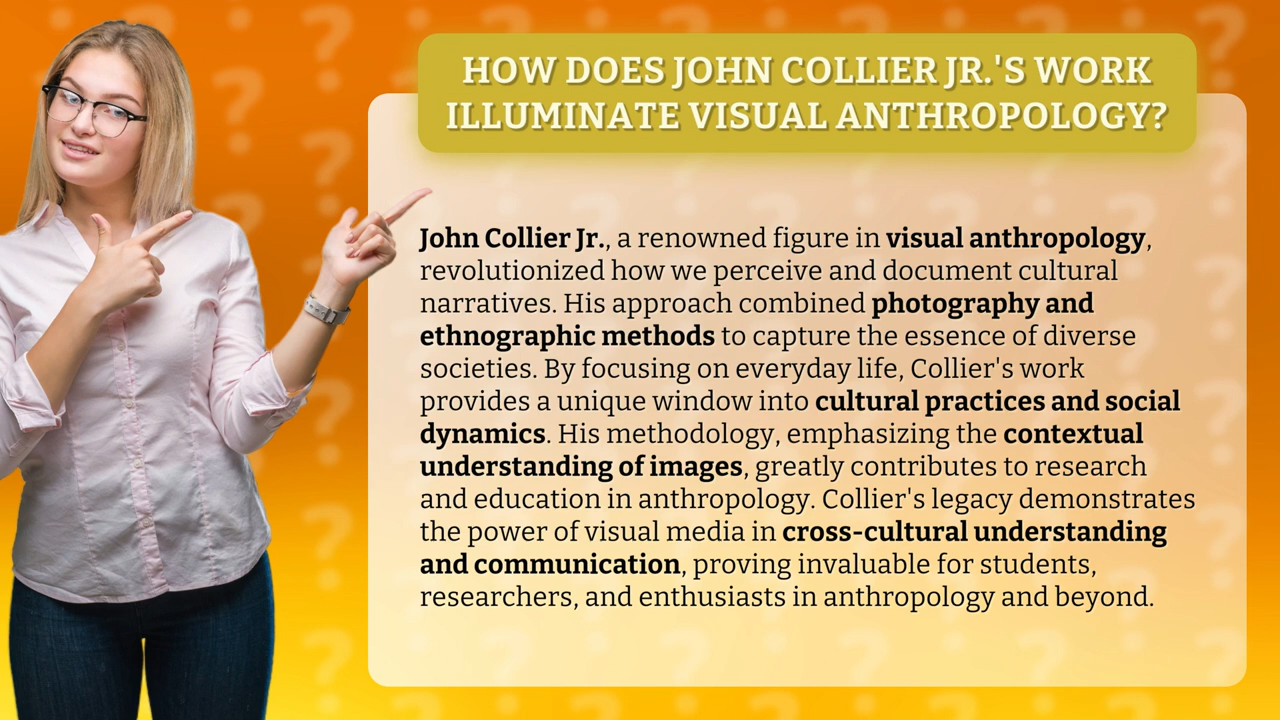 HOW DOES JOHN COLLIER JR.'S WORK
ILLUMINATE VISUAL ANTHROPOLOGY?
John Collier Jr., a renowned figure in visual anthropology,
revolutionized how we perceive and document cultural
narratives. His approach combined photography and
ethnographic methods to capture the essence of diverse
societies. By focusing on everyday life, Collier's work
provides a unique window into cultural practices and social
dynamics. His methodology, emphasizing the contextual
understanding of images, greatly contributes to research
and education in anthropology. Collier's legacy demonstrates
the power of visual media in cross-cultural understanding
and communication, proving invaluable for students,
researchers, and enthusiasts in anthropology and beyond.